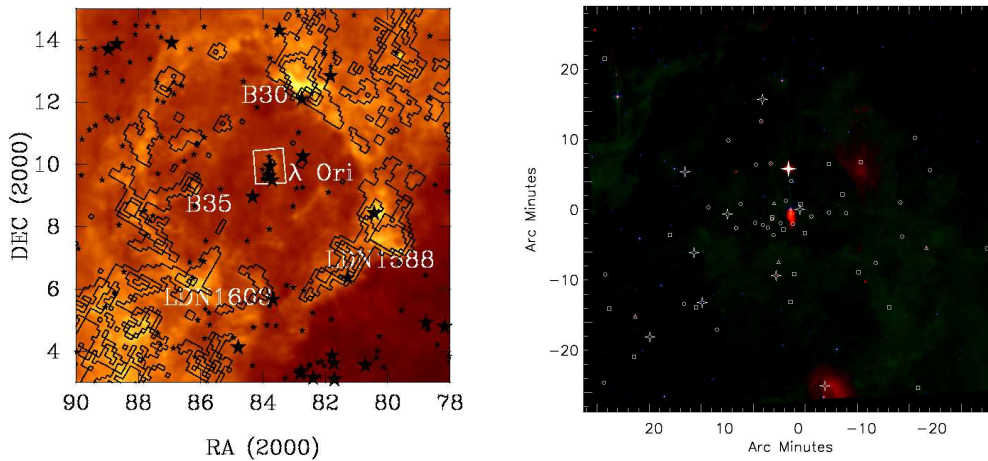 14
12
10
8
6
4
DEC (2000)
B30
λ Ori
B35
LDN1588
LDN1603
90 88 86 84 82 80 78
RA (2000)
20
10
0
-10
-20
Arc Minutes
20 10 0 -10 -20
Arc Minutes